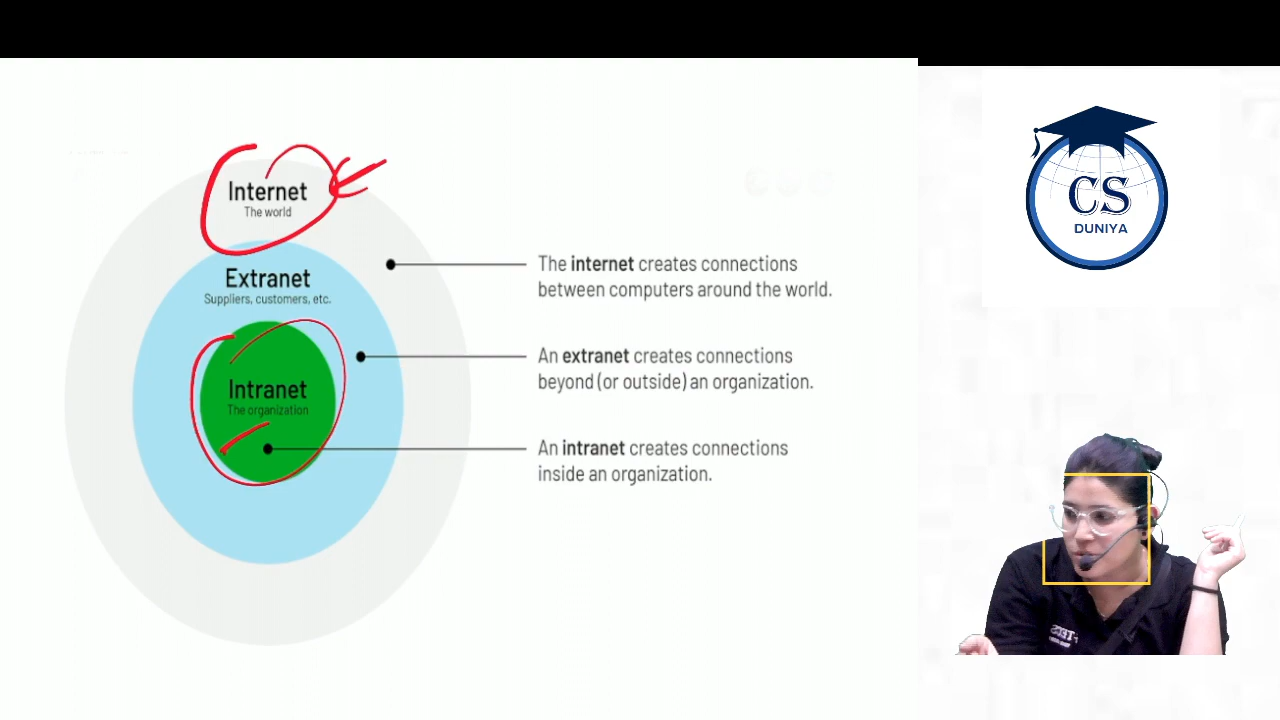 Internet
The world
Extranet
Suppliers, customers, etc.
Intranet
The organization
The internet creates connections
between computers around the world.
An extranet creates connections
beyond (or outside) an organization.
An intranet creates connections
inside an organization.
CS
DUNIYA